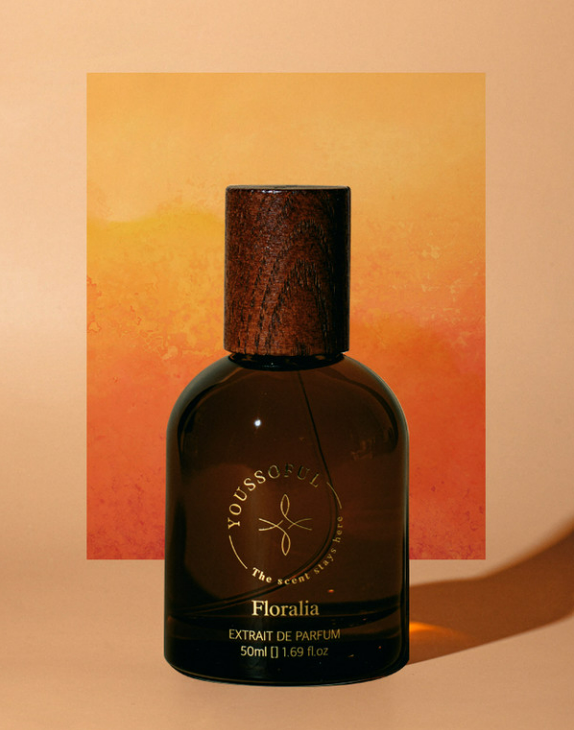 YOUSSOFUL
The scent stays here
Floralia
EXTRAIT DE PARFUM
50ml [] 1.69 fl.oz